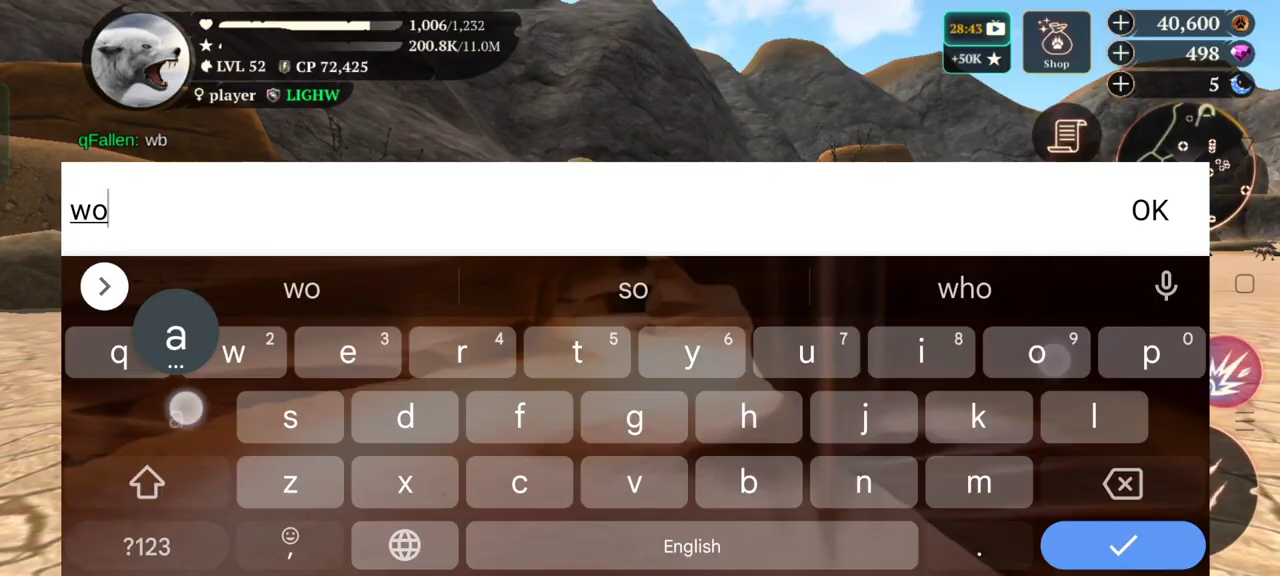 1,006/1,232
200.8K/11.0M
LVL 52 CP 72,425
player LIGHW
28:43
+50K
Shop
40,600
498
5
qFallen: wb
wo
OK
wo so who
a
...
q w 2 e 3 r 4 t 5 y 6 u 7 i 8 o 9 p 0
a s d f g h j k l
z x c v b n m
?123 , English .